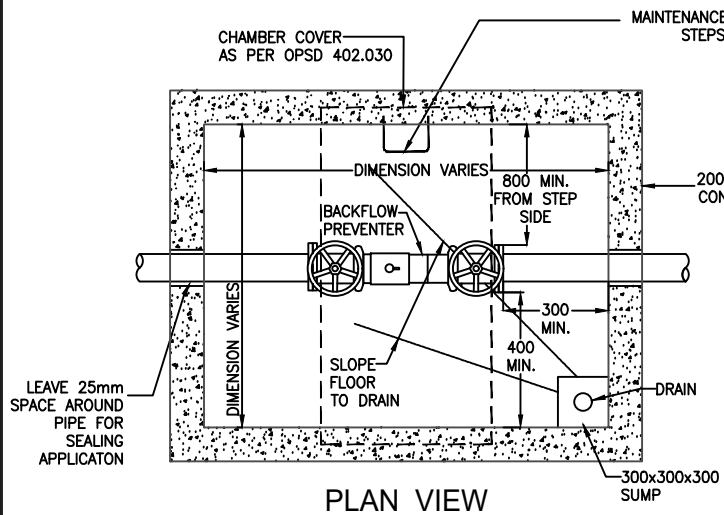 MAINTENANCE
STEPS
CHAMBER COVER
AS PER OPSD 402.030
DIMENSION VARIES
800 MIN.
FROM STEP
SIDE
200
CON
BACKFLOW
PREVENTER
DIMENSION VARIES
300
MIN.
400
MIN.
SLOPE
FLOOR
TO DRAIN
LEAVE 25mm
SPACE AROUND
PIPE FOR
SEALING
APPLICATON
DRAIN
300x300x300
SUMP
PLAN VIEW